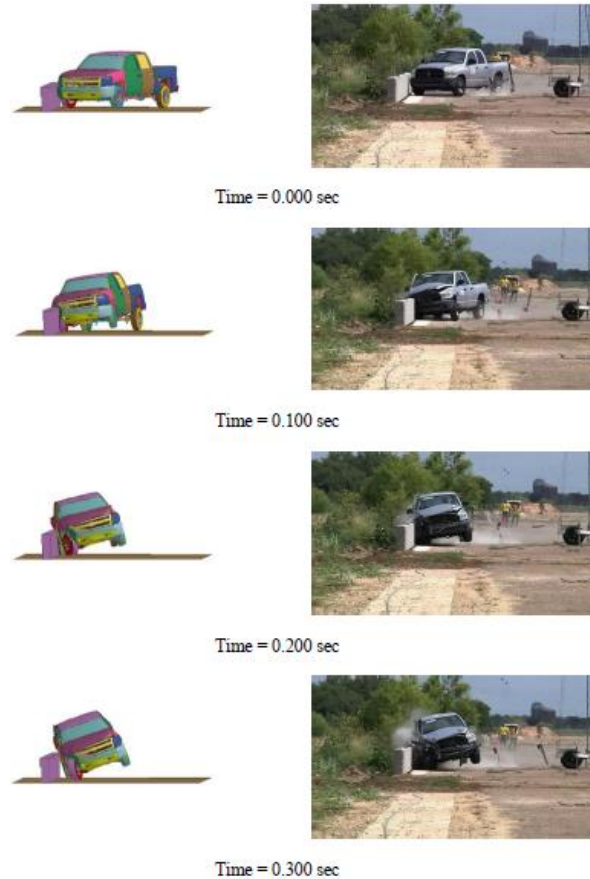 Time = 0.000 sec
Time = 0.100 sec
Time = 0.200 sec
Time = 0.300 sec